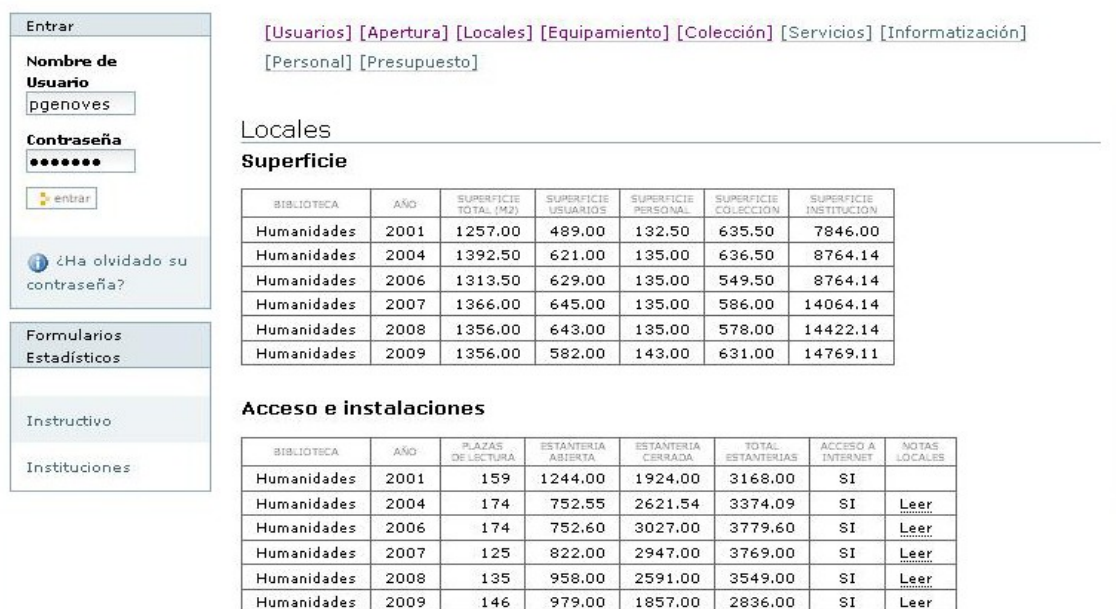 Entrar
Nombre de
Usuario
pgenoves
Contraseña
•••••••
entrar
¿Ha olvidado su
contraseña?
Formularios
Estadísticos
Instructivo
Instituciones
[Usuarios] [Apertura] [Locales] [Equipamiento] [Colección] [Servicios] [Informatización]
[Personal] [Presupuesto]
Locales
Superficie
BIBLIOTECA AÑO SUPERFICIE TOTAL (M2) SUPERFICIE USUARIOS SUPERFICIE PERSONAL SUPERFICIE COLECCION SUPERFICIE INSTITUCION
Humanidades 2001 1257.00 489.00 132.50 635.50 7846.00
Humanidades 2004 1392.50 621.00 135.00 636.50 8764.14
Humanidades 2006 1313.50 629.00 135.00 549.50 8764.14
Humanidades 2007 1366.00 645.00 135.00 586.00 14064.14
Humanidades 2008 1356.00 643.00 135.00 578.00 14422.14
Humanidades 2009 1356.00 582.00 143.00 631.00 14769.11
Acceso e instalaciones
BIBLIOTECA AÑO PLAZAS DE LECTURA ESTANTERIA ABIERTA ESTANTERIA CERRADA TOTAL ESTANTERIAS ACCESO A INTERNET NOTAS LOCALES
Humanidades 2001 159 1244.00 1924.00 3168.00 SI
Humanidades 2004 174 752.55 2621.54 3374.09 SI Leer
Humanidades 2006 174 752.60 3027.00 3779.60 SI Leer
Humanidades 2007 125 822.00 2947.00 3769.00 SI Leer
Humanidades 2008 135 958.00 2591.00 3549.00 SI Leer
Humanidades 2009 146 979.00 1857.00 2836.00 SI Leer